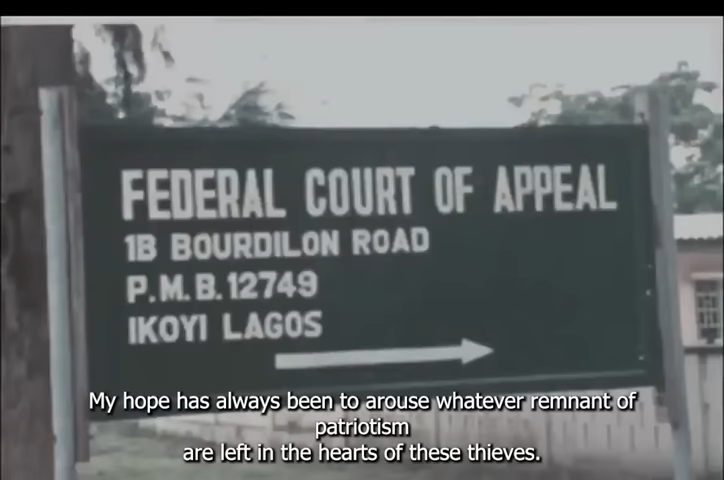 FEDERAL COURT OF APPEAL
1B BOURDILON ROAD
P.M.B. 12749
IKOYI LAGOS
My hope has always been to arouse whatever remnant of
patriotism
are left in the hearts of these thieves.